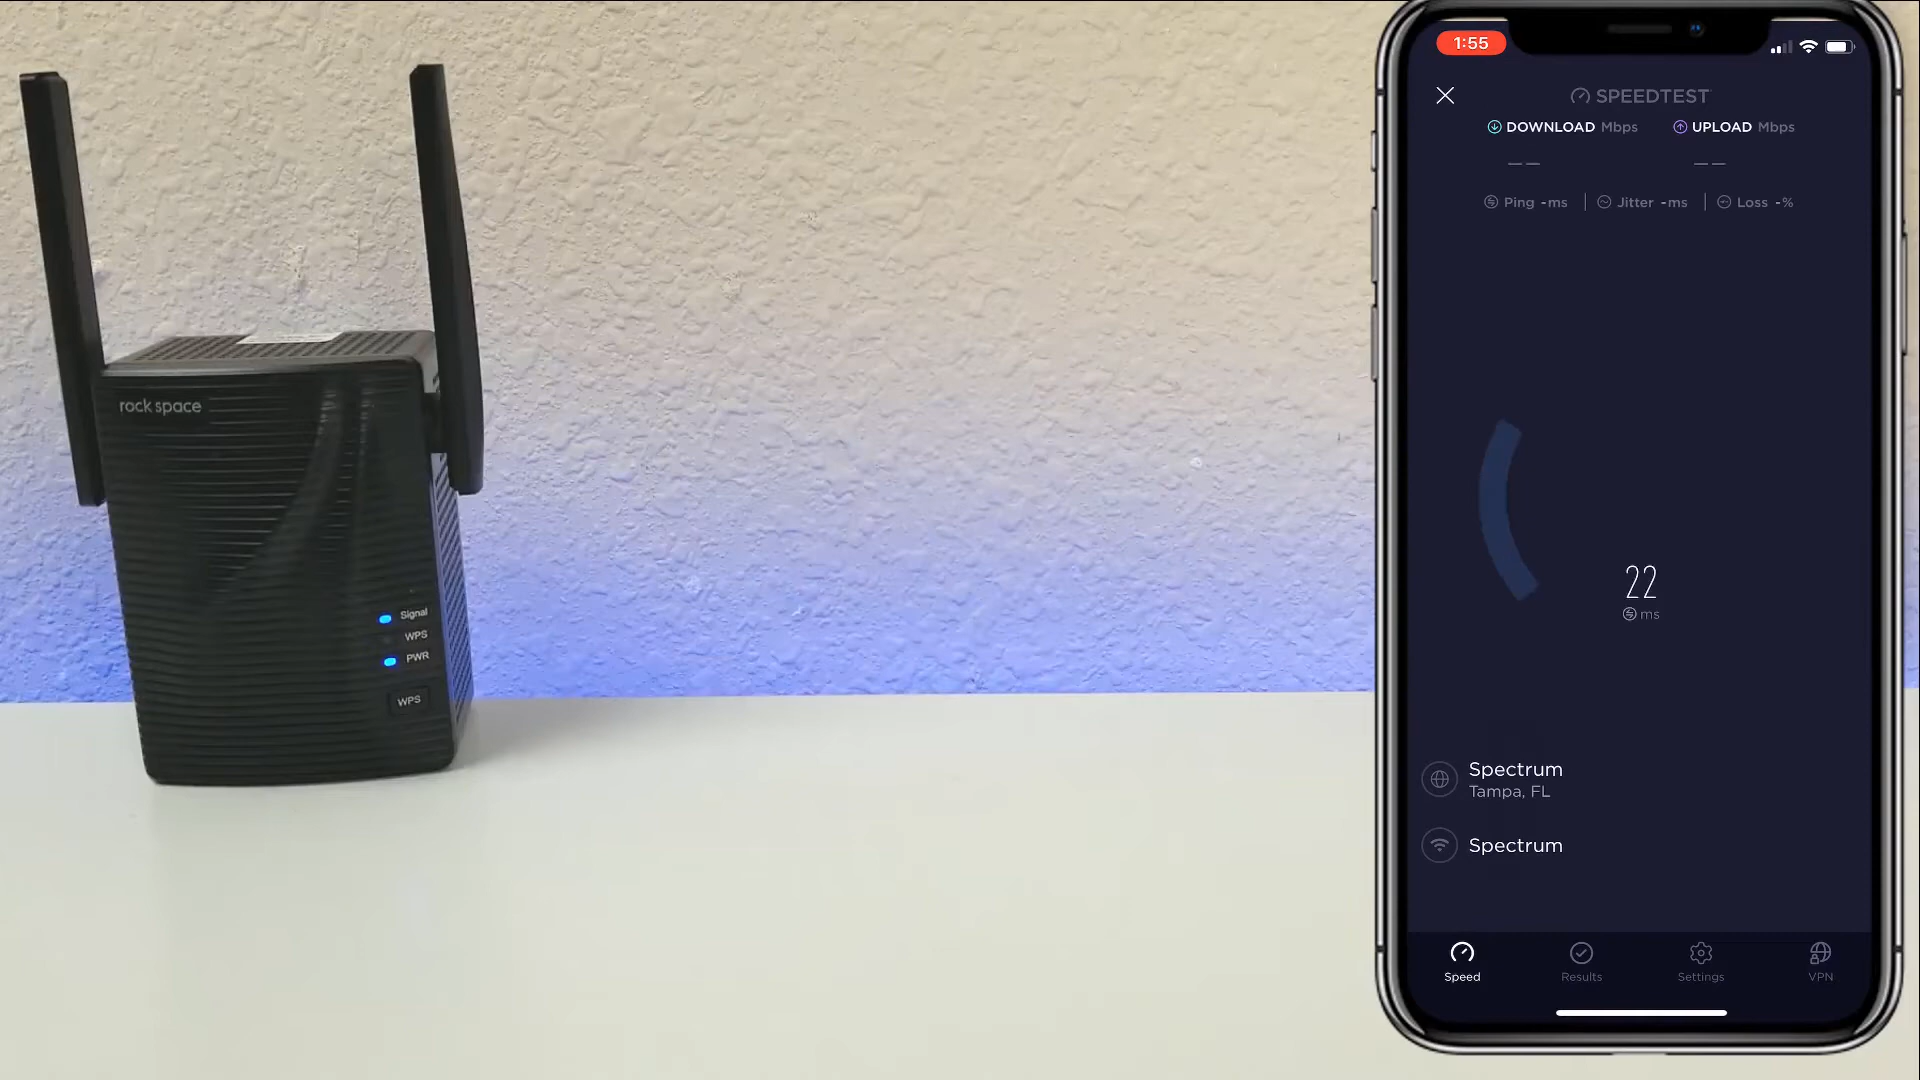 rock space
Signal
WPS
PWR
WPS
1:55
SPEEDTEST
DOWNLOAD Mbps UPLOAD Mbps
— — — —
Ping -ms | Jitter -ms | Loss -%
22
ms
Spectrum
Tampa, FL
Spectrum
Speed Results Settings VPN